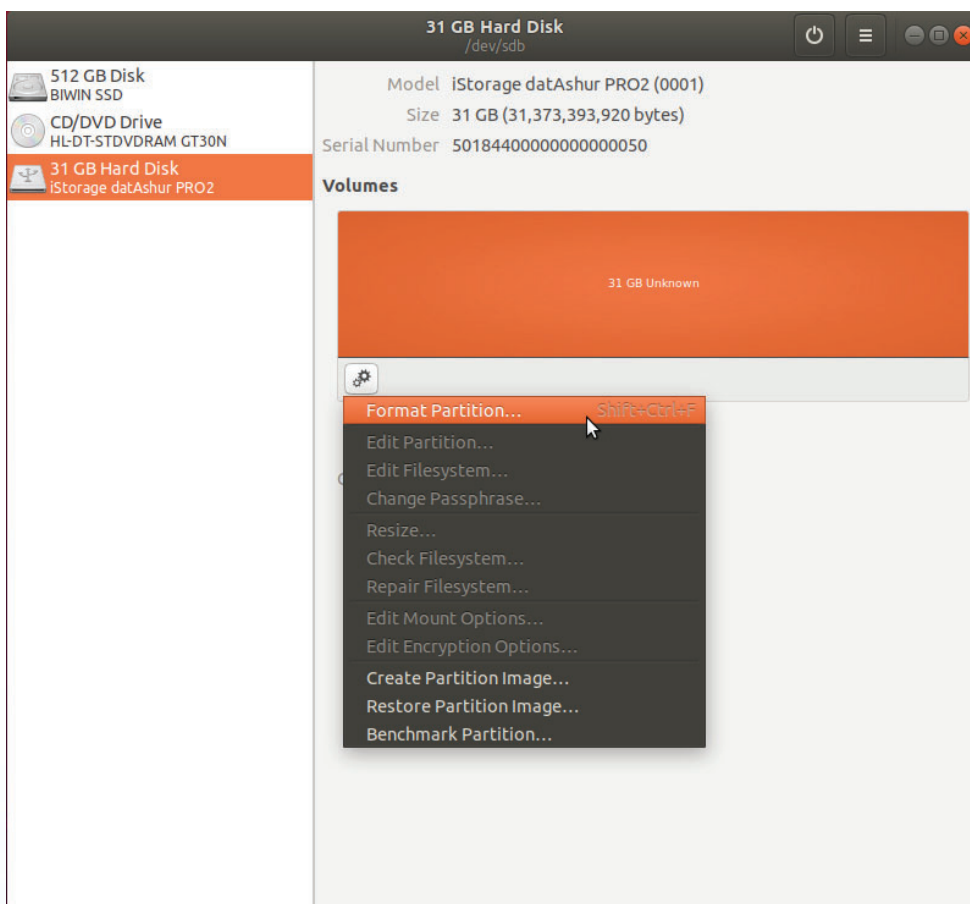 31 GB Hard Disk
/dev/sdb
512 GB Disk
BIWIN SSD
CD/DVD Drive
HL-DT-STDVDRAM GT30N
31 GB Hard Disk
iStorage datAshur PRO2
Model iStorage datAshur PRO2 (0001)
Size 31 GB (31,373,393,920 bytes)
Serial Number 50184400000000000050
Volumes
31 GB Unknown
Format Partition... Shift+Ctrl+F
Edit Partition...
Edit Filesystem...
Change Passphrase...
Resize...
Check Filesystem...
Repair Filesystem...
Edit Mount Options...
Edit Encryption Options...
Create Partition Image...
Restore Partition Image...
Benchmark Partition...